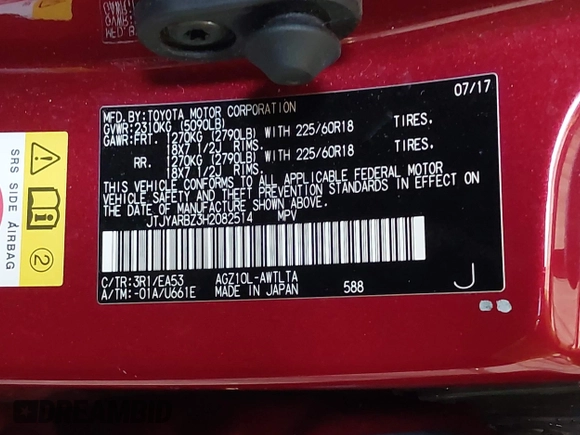 07/17
MFD.BY:TOYOTA MOTOR CORPORATION
GVWR:2310KG (5090LB)
GAWR:FRT. 1270KG (2790LB) WITH 225/60R18 TIRES.
18X7 1/2J RIMS.
RR. 1270KG (2790LB) WITH 225/60R18 TIRES.
18X7 1/2J RIMS.
THIS VEHICLE CONFORMS TO ALL APPLICABLE FEDERAL MOTOR
VEHICLE SAFETY AND THEFT PREVENTION STANDARDS IN EFFECT ON
THE DATE OF MANUFACTURE SHOWN ABOVE.
JTJYARBZ3H20825T4 MPV
C/TR:3R1/EA53 AGZ10L-AWTLTA
A/TM:-01A/U661E MADE IN JAPAN 588 J
SRS SIDE AIRBAG
2
DREAMBID